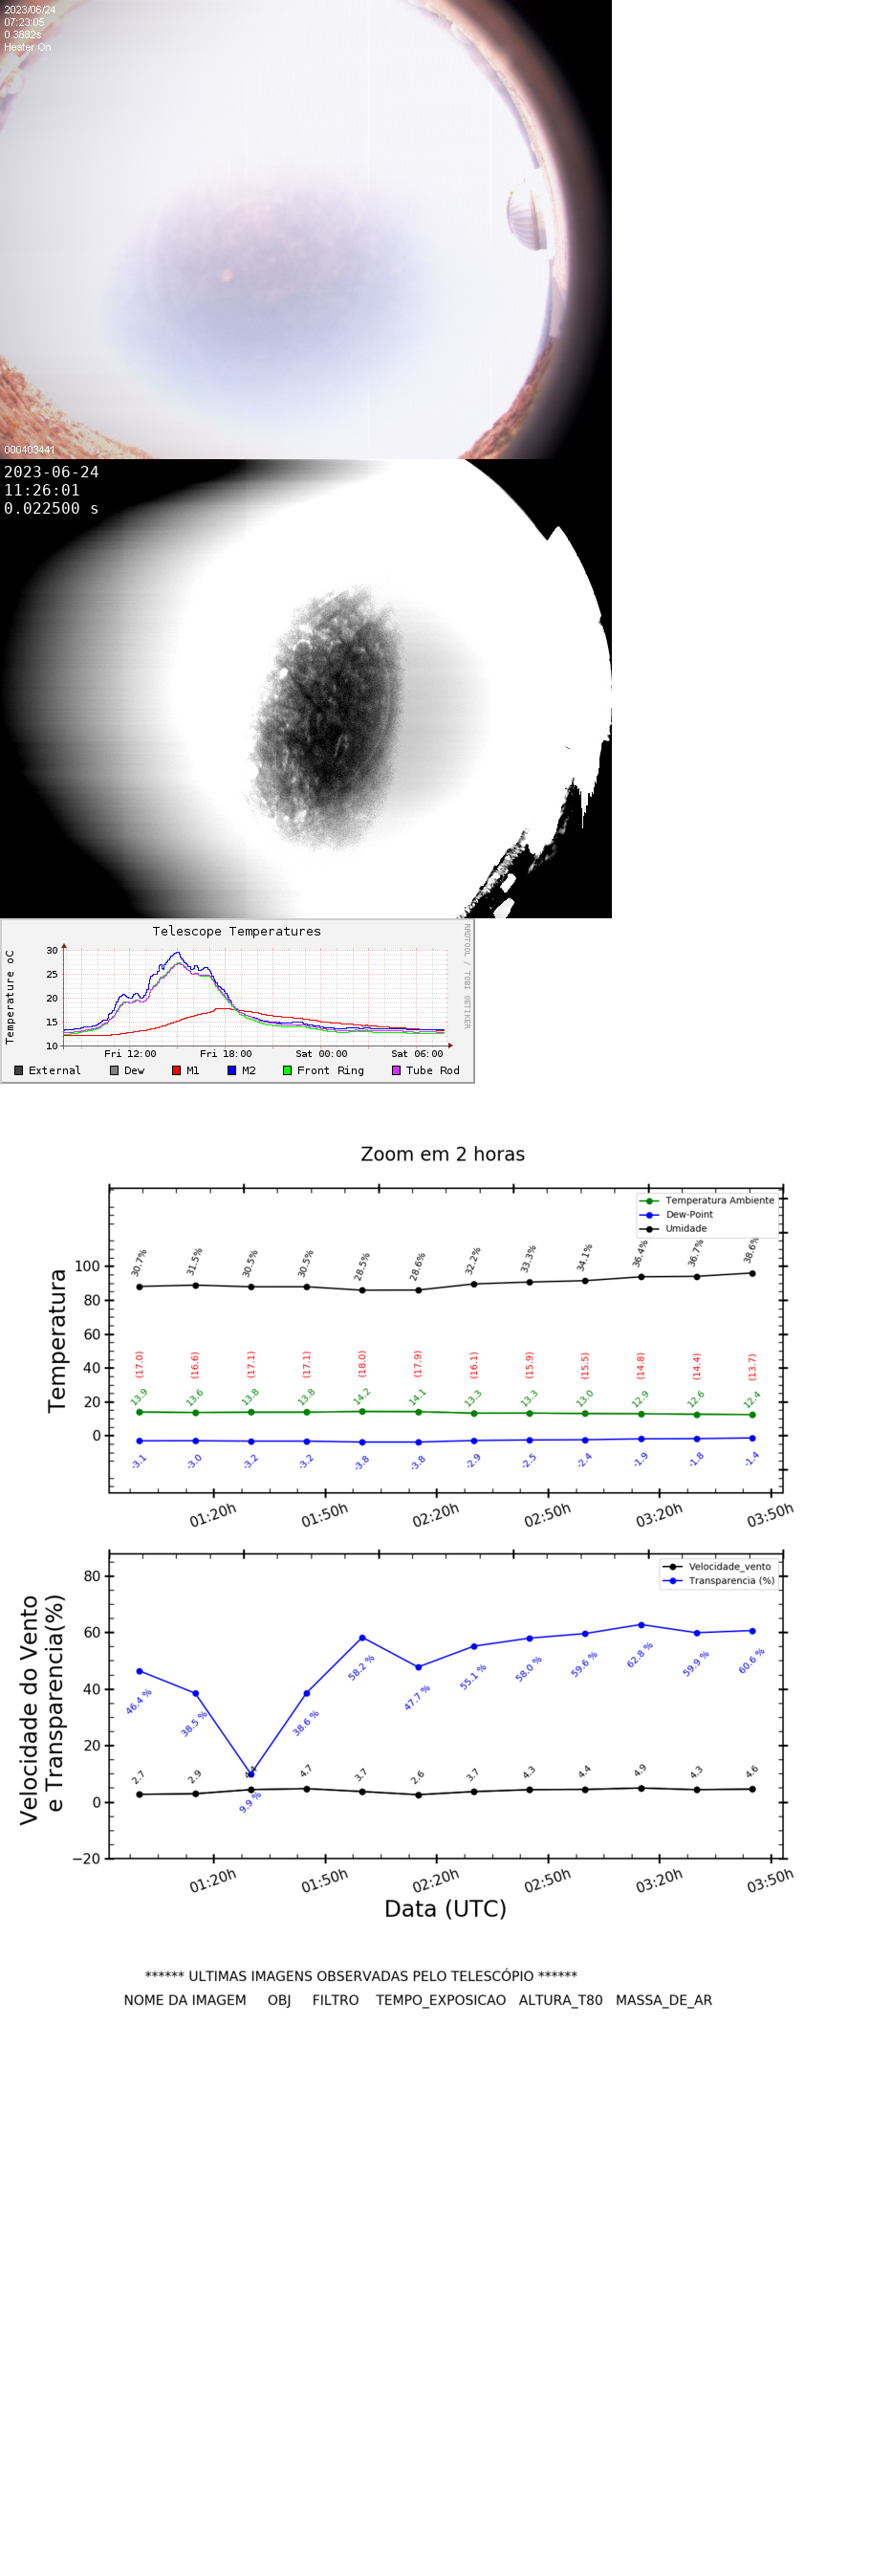 2023/06/24
07:23:05
0.3882s
Heater On
000403441
2023-06-24
11:26:01
0.022500 s
Telescope Temperatures
RRDTOOL / TOBI OETIKER
Temperature oC
30
25
20
15
10
Fri 12:00 Fri 18:00 Sat 00:00 Sat 06:00
External Dew M1 M2 Front Ring Tube Rod
Zoom em 2 horas
Temperatura Ambiente
Dew-Point
Umidade
Temperatura
100
80
60
40
20
0
30.7% 31.5% 30.5% 30.5% 28.5% 28.6% 32.2% 33.3% 34.1% 36.4% 36.7% 38.6%
(17.0) (16.6) (17.1) (17.1) (18.0) (17.9) (16.1) (15.9) (15.5) (14.8) (14.4) (13.7)
13.9 13.6 13.8 13.8 14.2 14.1 13.3 13.3 13.0 12.9 12.6 12.4
-3.1 -3.0 -3.2 -3.2 -3.8 -3.8 -2.9 -2.5 -2.4 -1.9 -1.8 -1.4
01:20h 01:50h 02:20h 02:50h 03:20h 03:50h
Velocidade_vento
Transparencia (%)
Velocidade do Vento
e Transparencia(%)
80
60
40
20
0
−20
46.4 % 38.5 % 9.9 % 38.6 % 58.2 % 47.7 % 55.1 % 58.0 % 59.6 % 62.8 % 59.9 % 60.6 %
2.7 2.9 4.7 3.7 2.6 3.7 4.3 4.4 4.9 4.3 4.6
01:20h 01:50h 02:20h 02:50h 03:20h 03:50h
Data (UTC)
****** ULTIMAS IMAGENS OBSERVADAS PELO TELESCÓPIO ******
NOME DA IMAGEM OBJ FILTRO TEMPO_EXPOSICAO ALTURA_T80 MASSA_DE_AR